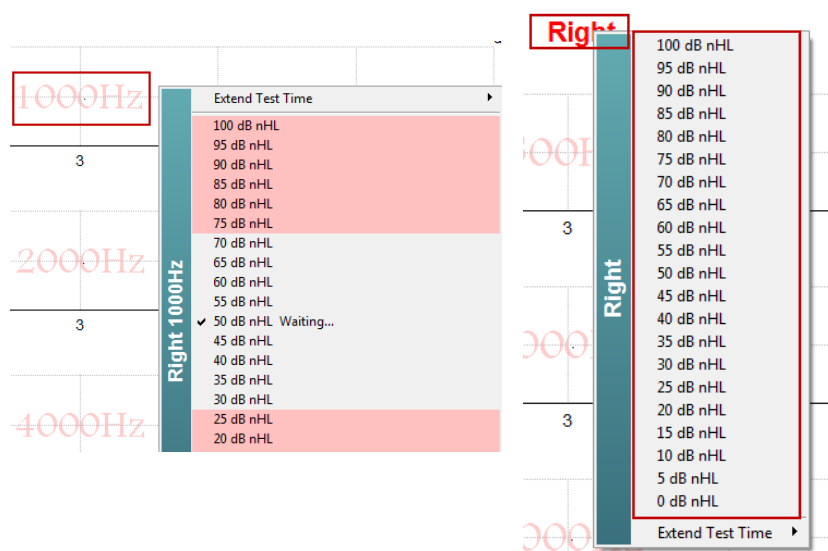 1000Hz
3
2000Hz
3
4000Hz
Right 1000Hz
Extend Test Time
100 dB nHL
95 dB nHL
90 dB nHL
85 dB nHL
80 dB nHL
75 dB nHL
70 dB nHL
65 dB nHL
60 dB nHL
55 dB nHL
50 dB nHL Waiting...
45 dB nHL
40 dB nHL
35 dB nHL
30 dB nHL
25 dB nHL
20 dB nHL
Right
3
3
Right
100 dB nHL
95 dB nHL
90 dB nHL
85 dB nHL
80 dB nHL
75 dB nHL
70 dB nHL
65 dB nHL
60 dB nHL
55 dB nHL
50 dB nHL
45 dB nHL
40 dB nHL
35 dB nHL
30 dB nHL
25 dB nHL
20 dB nHL
15 dB nHL
10 dB nHL
5 dB nHL
0 dB nHL
Extend Test Time